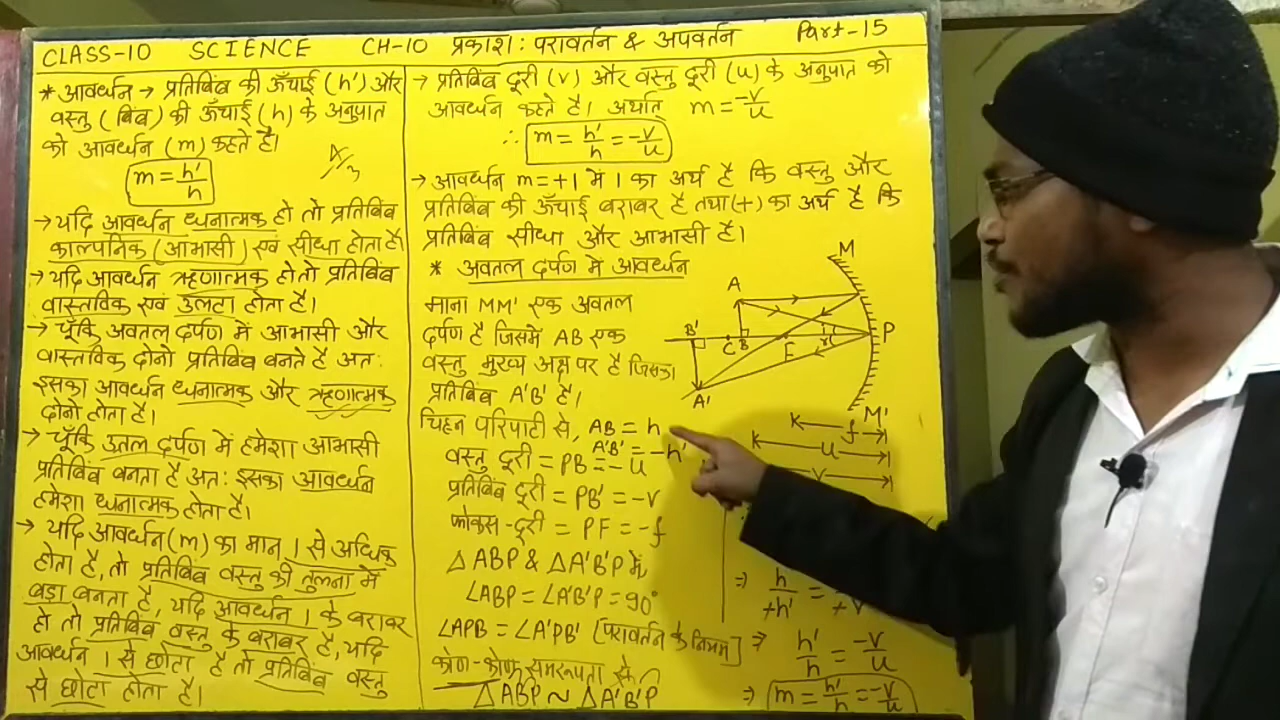 CLASS-10 SCIENCE CH-10 प्रकाश: परावर्तन & अपवर्तन Part-15
* आवर्धन → प्रतिबिंब की ऊँचाई (h') और
वस्तु (बिंब) की ऊँचाई (h) के अनुपात
को आवर्धन (m) कहते है।
m = h'/h
→ यदि आवर्धन धनात्मक हो तो प्रतिबिंब
काल्पनिक (आभासी) एवं सीधा होता है।
→ यदि आवर्धन ऋणात्मक हो तो प्रतिबिंब
वास्तविक एवं उलटा होता है।
→ चूँकि अवतल दर्पण में आभासी और
वास्तविक दोनो प्रतिबिंब बनते है अत:
इसका आवर्धन धनात्मक और ऋणात्मक
दोनो होता है।
→ चूँकि उतल दर्पण में हमेशा आभासी
प्रतिबिंब बनता है अत: इसका आवर्धन
हमेशा धनात्मक होता है।
→ यदि आवर्धन (m) का मान 1 से अधिक
होता है, तो प्रतिबिंब वस्तु की तुलना में
बड़ा बनता है, यदि आवर्धन 1 के बराबर
हो तो प्रतिबिंब वस्तु के बराबर है, यदि
आवर्धन 1 से छोटा है तो प्रतिबिंब वस्तु
से छोटा होता है।
→ प्रतिबिंब दूरी (v) और वस्तु दूरी (u) के अनुपात को
आवर्धन कहते है। अर्थात् m = -v/u
∴ m = h'/h = -v/u
→ आवर्धन m = +1 में 1 का अर्थ है कि वस्तु और
प्रतिबिंब की ऊँचाई बराबर है तथा (+) का अर्थ है कि
प्रतिबिंब सीधा और आभासी है।
* अवतल दर्पण में आवर्धन
माना MM' एक अवतल
दर्पण है जिसमें AB एक
वस्तु मुख्य अक्ष पर है जिसका
प्रतिबिंब A'B' है।
चिहन परिपाटी से, AB = h
A'B' = -h'
वस्तु दूरी = PB = -u
प्रतिबिंब दूरी = PB' = -v
फोकस-दूरी = PF = -f
△ABP & △A'B'P में,
∠ABP = ∠A'B'P = 90°
∠APB = ∠A'PB' [परावर्तन के नियम]
कोण-कोण समरूपता से
△ABP ~ △A'B'P
M
A
B'
C
B
F
r
P
A'
M'
f
u
v
⇒ h/+h' =
+v
⇒ h'/h = -v/u
⇒ m = h'/h = -v/u